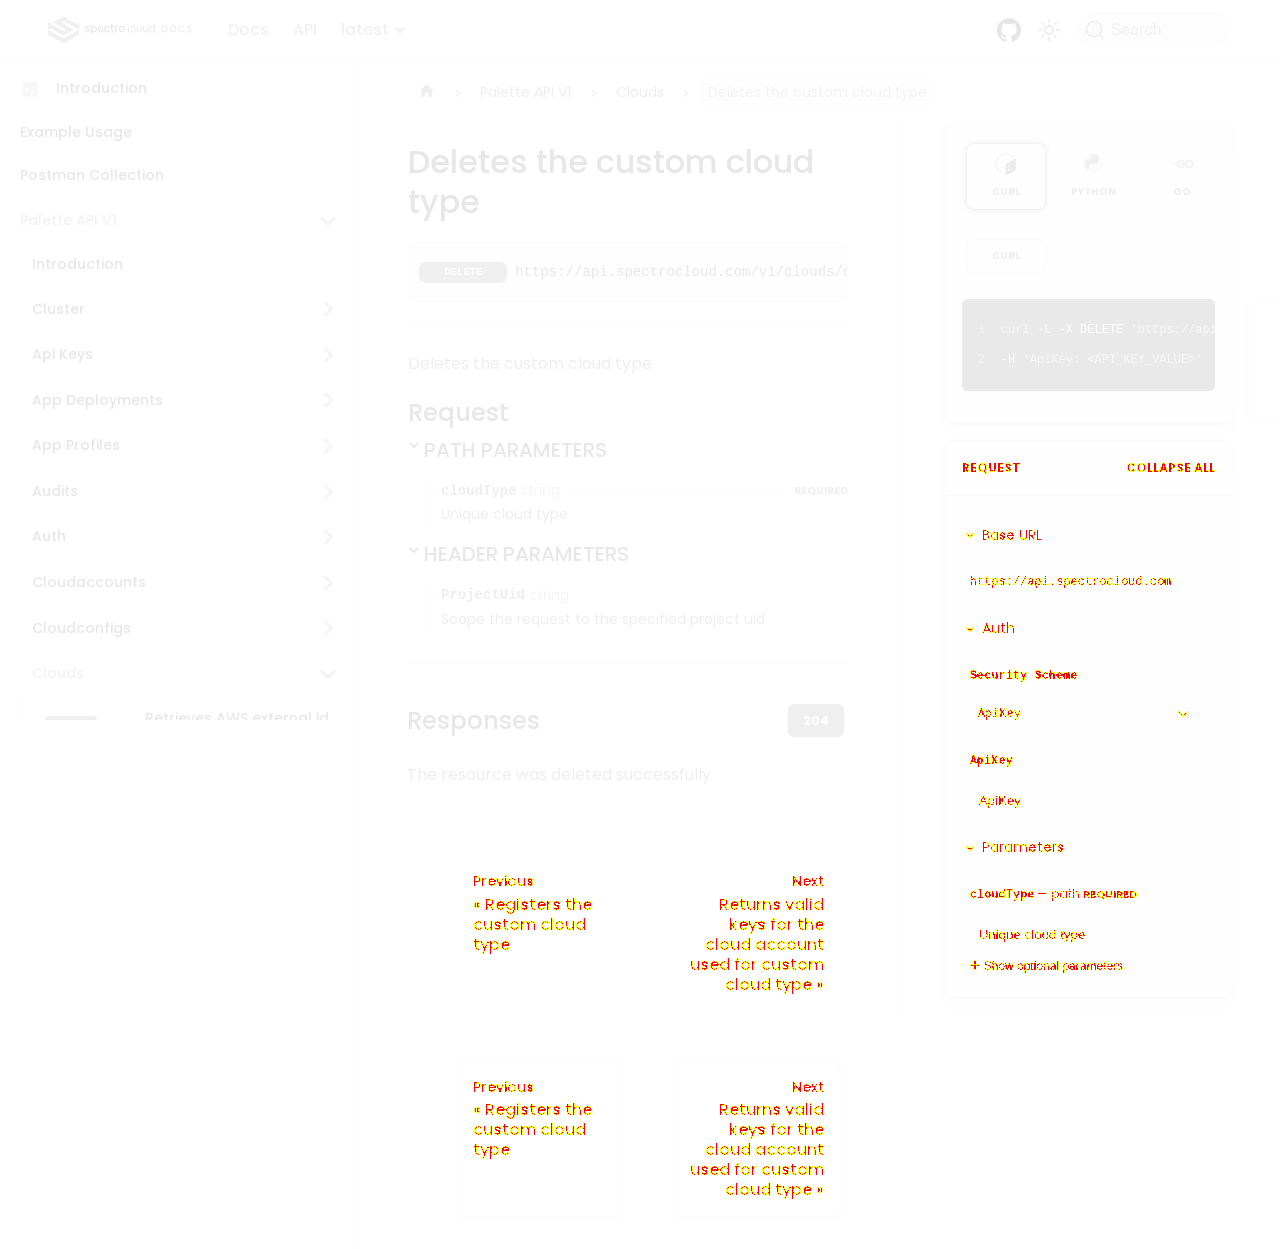 spectro cloud DOCS
Docs
API
latest
Search
Introduction
Example Usage
Postman Collection
Palette API V1
Introduction
Cluster
Api Keys
App Deployments
App Profiles
Audits
Auth
Cloudaccounts
Cloudconfigs
Clouds
Retrieves AWS external id
Palette API V1
Clouds
Deletes the custom cloud type
Deletes the custom cloud
type
DELETE https://api.spectrocloud.com/v1/clouds/
Deletes the custom cloud type
Request
PATH PARAMETERS
cloudType string REQUIRED
Unique cloud type
HEADER PARAMETERS
ProjectUid string
Scope the request to the specified project uid
Responses
204
The resource was deleted successfully
Previous
« Registers the
custom cloud
type
Next
Returns valid
keys for the
cloud account
used for custom
cloud type »
Previous
« Registers the
custom cloud
type
Next
Returns valid
keys for the
cloud account
used for custom
cloud type »
CURL
PYTHON
GO
CURL
1 curl -L -X DELETE 'https://api
2 -H 'ApiKey: <API_KEY_VALUE>'
REQUEST
COLLAPSE ALL
Base URL
https://api.spectrocloud.com
Auth
Security Scheme
ApiKey
ApiKey
ApiKey
Parameters
cloudType — path REQUIRED
Unique cloud type
Show optional parameters